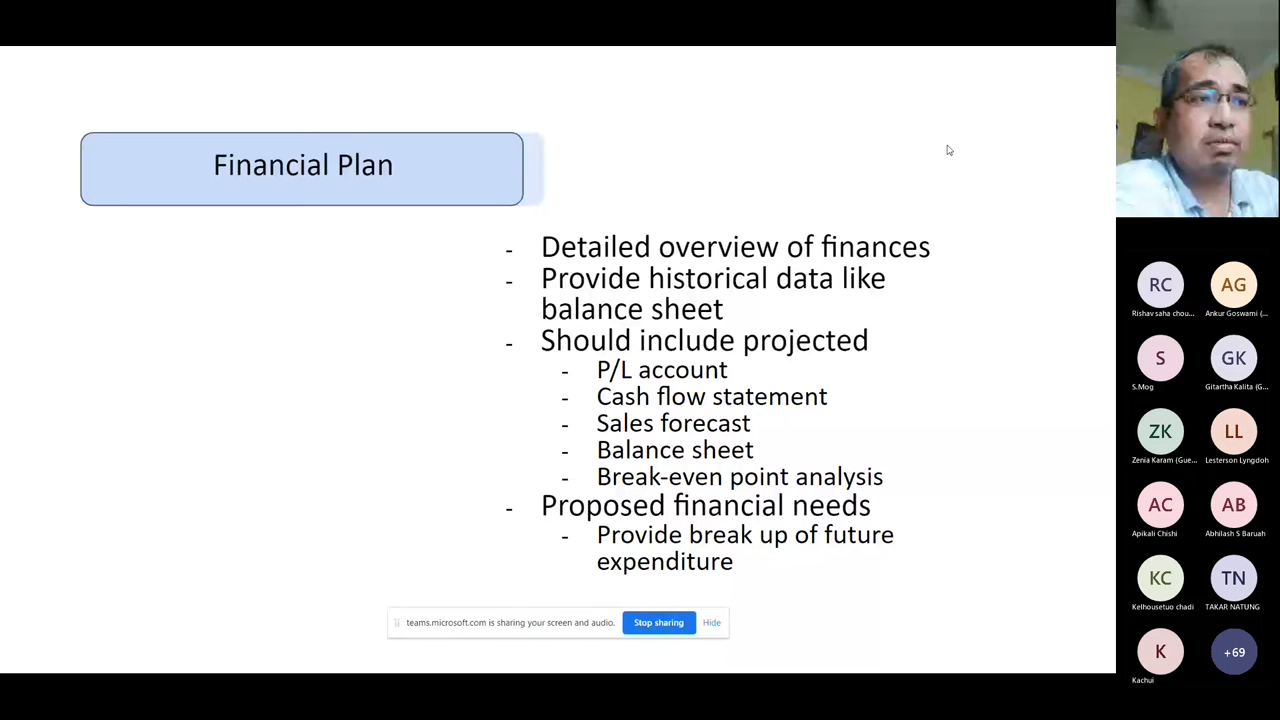 Financial Plan
- Detailed overview of finances
- Provide historical data like
balance sheet
- Should include projected
- P/L account
- Cash flow statement
- Sales forecast
- Balance sheet
- Break-even point analysis
- Proposed financial needs
- Provide break up of future
expenditure
teams.microsoft.com is sharing your screen and audio. Stop sharing Hide
RC AG
Rishav saha chou... Ankur Goswami (...
S GK
S.Mog Gitartha Kalita (G...
ZK LL
Zenia Karam (Gue... Lesterson Lyngdoh
AC AB
Apikali Chishi Abhilash S Baruah
KC TN
Kelhousetuo chadi TAKAR NATUNG
K +69
Kachui